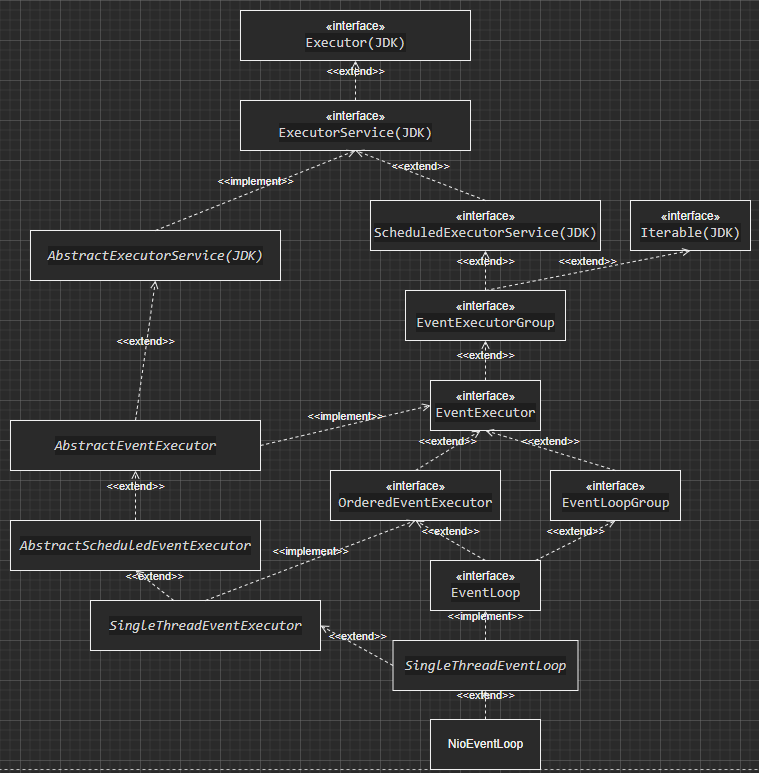 «interface»
Executor(JDK)
<<extend>>
«interface»
ExecutorService(JDK)
<<extend>>
<<implement>>
«interface»
ScheduledExecutorService(JDK)
«interface»
Iterable(JDK)
AbstractExecutorService(JDK)
<<extend>>
<<extend>>
«interface»
EventExecutorGroup
<<extend>>
<<extend>>
«interface»
EventExecutor
<<implement>>
AbstractEventExecutor
<<extend>>
<<extend>>
<<extend>>
«interface»
OrderedEventExecutor
«interface»
EventLoopGroup
AbstractScheduledEventExecutor
<<extend>>
<<extend>>
<<implement>>
<<extend>>
«interface»
EventLoop
SingleThreadEventExecutor
<<implement>>
<<extend>>
SingleThreadEventLoop
<<extend>>
NioEventLoop